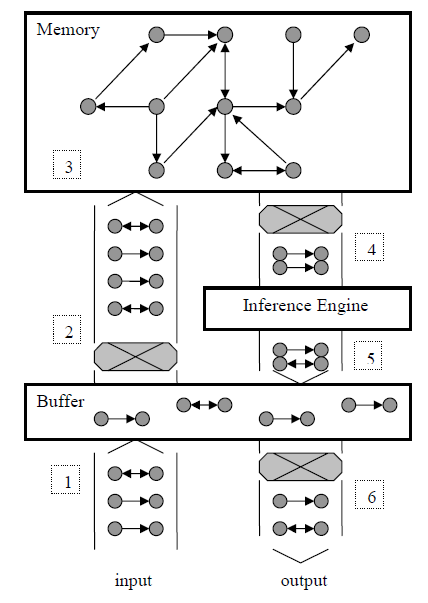 Memory
3
4
Inference Engine
2
5
Buffer
1
6
input
output